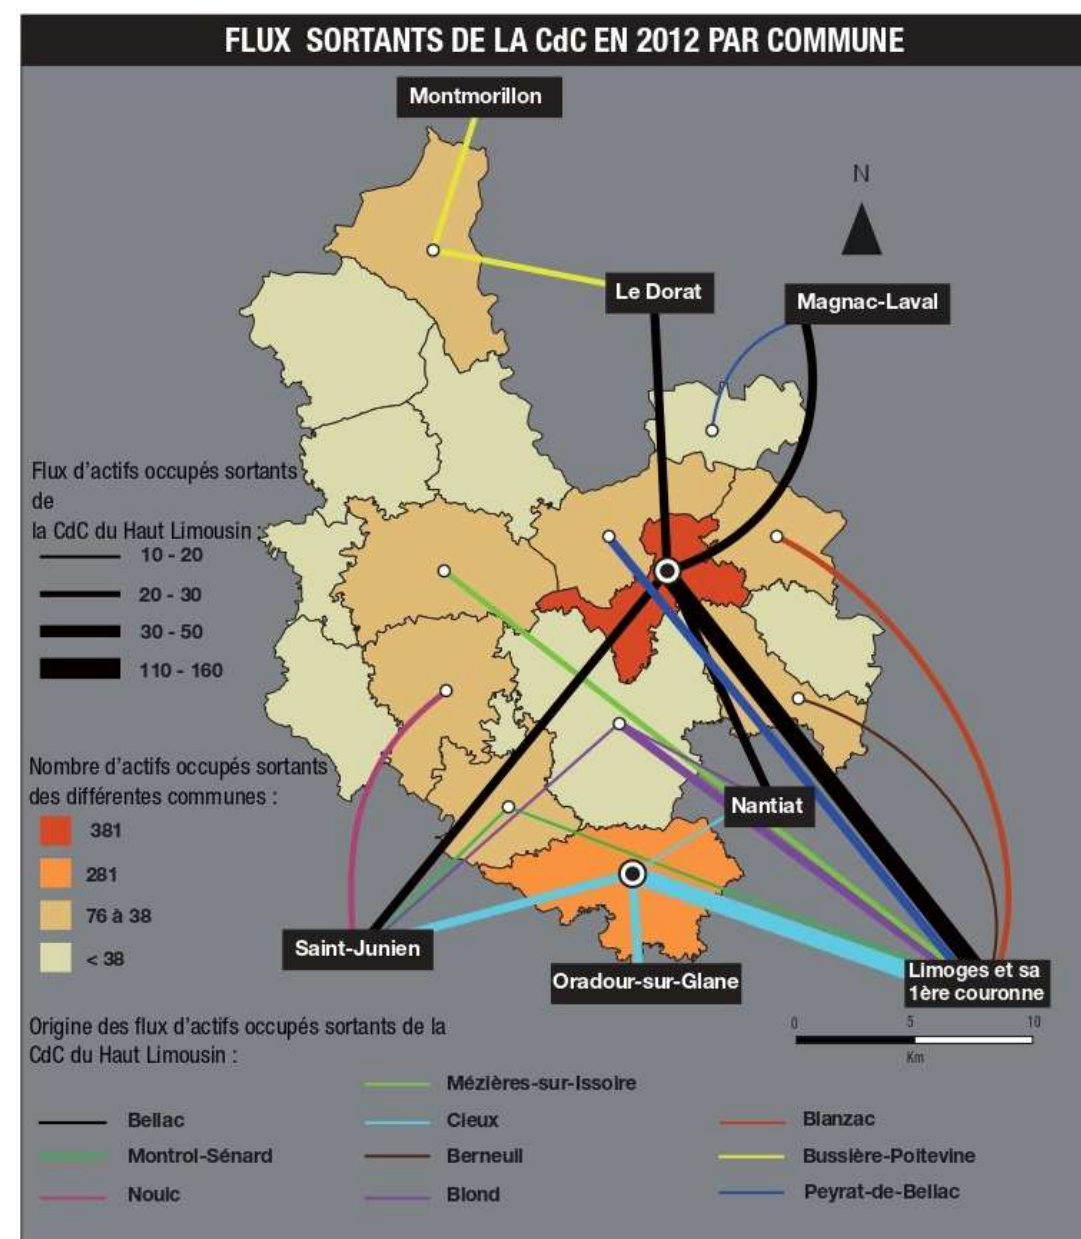 FLUX SORTANTS DE LA CdC EN 2012 PAR COMMUNE
Montmorillon
N
Le Dorat
Magnac-Laval
Flux d'actifs occupés sortants
de
la CdC du Haut Limousin :
10 - 20
20 - 30
30 - 50
110 - 160
Nombre d'actifs occupés sortants
des différentes communes :
381
281
76 à 38
< 38
Nantiat
Saint-Junien
Oradour-sur-Glane
Limoges et sa
1ère couronne
0 5 10
Km
Origine des flux d'actifs occupés sortants de la
CdC du Haut Limousin :
Mézières-sur-Issoire
Bellac
Cieux
Blanzac
Montrol-Sénard
Berneuil
Bussière-Poitevine
Nouic
Blond
Peyrat-de-Bellac